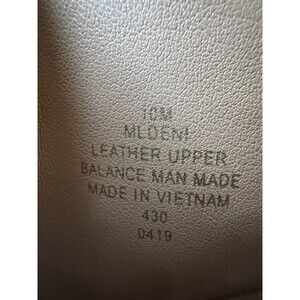 10M
MLDENI
LEATHER UPPER
BALANCE MAN MADE
MADE IN VIETNAM
430
0419